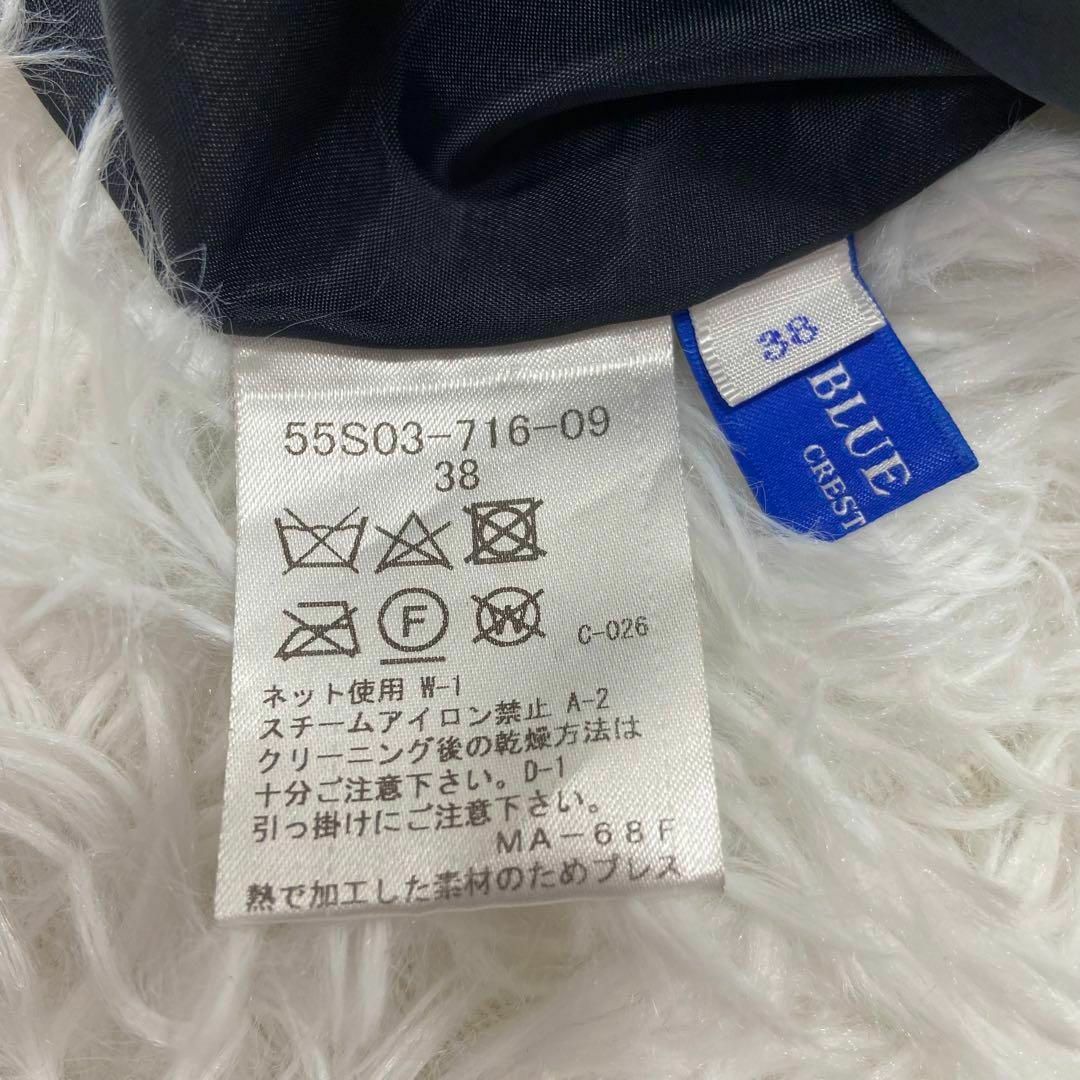 55S03-716-09
38
F
W
C-026
ネット使用 W-1
スチームアイロン禁止 A-2
クリーニング後の乾燥方法は
十分ご注意下さい。D-1
引っ掛けにご注意下さい。
MA-68F
熱で加工した素材のためプレス
38
BLUE
CREST